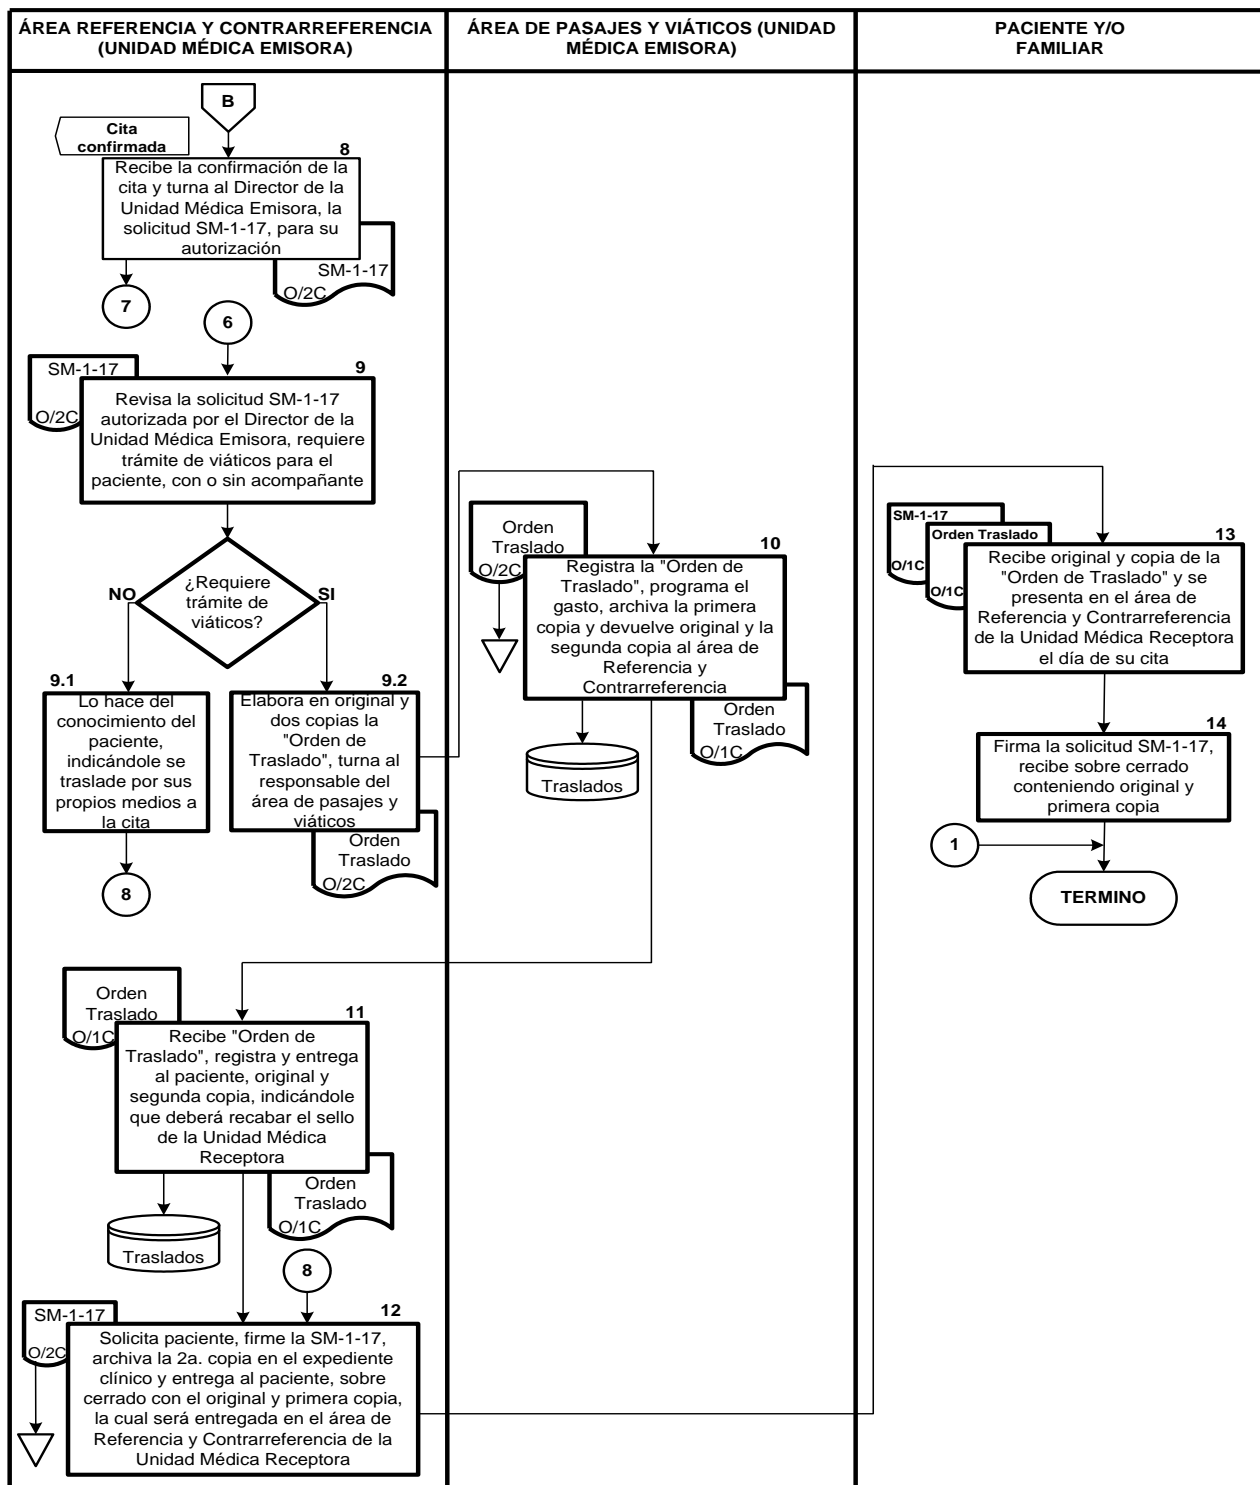 ÁREA REFERENCIA Y CONTRARREFERENCIA
(UNIDAD MÉDICA EMISORA)
ÁREA DE PASAJES Y VIÁTICOS (UNIDAD
MÉDICA EMISORA)
PACIENTE Y/O
FAMILIAR
B
Cita
confirmada
8
Recibe la confirmación de la
cita y turna al Director de la
Unidad Médica Emisora, la
solicitud SM-1-17, para su
autorización
SM-1-17
O/2C
7
6
SM-1-17
O/2C
9
Revisa la solicitud SM-1-17
autorizada por el Director de la
Unidad Médica Emisora, requiere
trámite de viáticos para el
paciente, con o sin acompañante
¿Requiere
trámite de
viáticos?
NO
SI
9.1
Lo hace del
conocimiento del
paciente,
indicándole se
traslade por sus
propios medios a
la cita
8
9.2
Elabora en original y
dos copias la
"Orden de
Traslado", turna al
responsable del
área de pasajes y
viáticos
Orden
Traslado
O/2C
Orden
Traslado
O/2C
10
Registra la "Orden de
Traslado", programa el
gasto, archiva la primera
copia y devuelve original y la
segunda copia al área de
Referencia y
Contrarreferencia
Orden
Traslado
O/1C
Traslados
Orden
Traslado
O/1C
11
Recibe "Orden de
Traslado", registra y entrega
al paciente, original y
segunda copia, indicándole
que deberá recabar el sello
de la Unidad Médica
Receptora
Orden
Traslado
O/1C
Traslados
8
SM-1-17
O/2C
12
Solicita paciente, firme la SM-1-17,
archiva la 2a. copia en el expediente
clínico y entrega al paciente, sobre
cerrado con el original y primera copia,
la cual será entregada en el área de
Referencia y Contrarreferencia de la
Unidad Médica Receptora
SM-1-17
O/1C
Orden Traslado
O/1C
13
Recibe original y copia de la
"Orden de Traslado" y se
presenta en el área de
Referencia y Contrarreferencia
de la Unidad Médica Receptora
el día de su cita
14
Firma la solicitud SM-1-17,
recibe sobre cerrado
conteniendo original y
primera copia
1
TERMINO